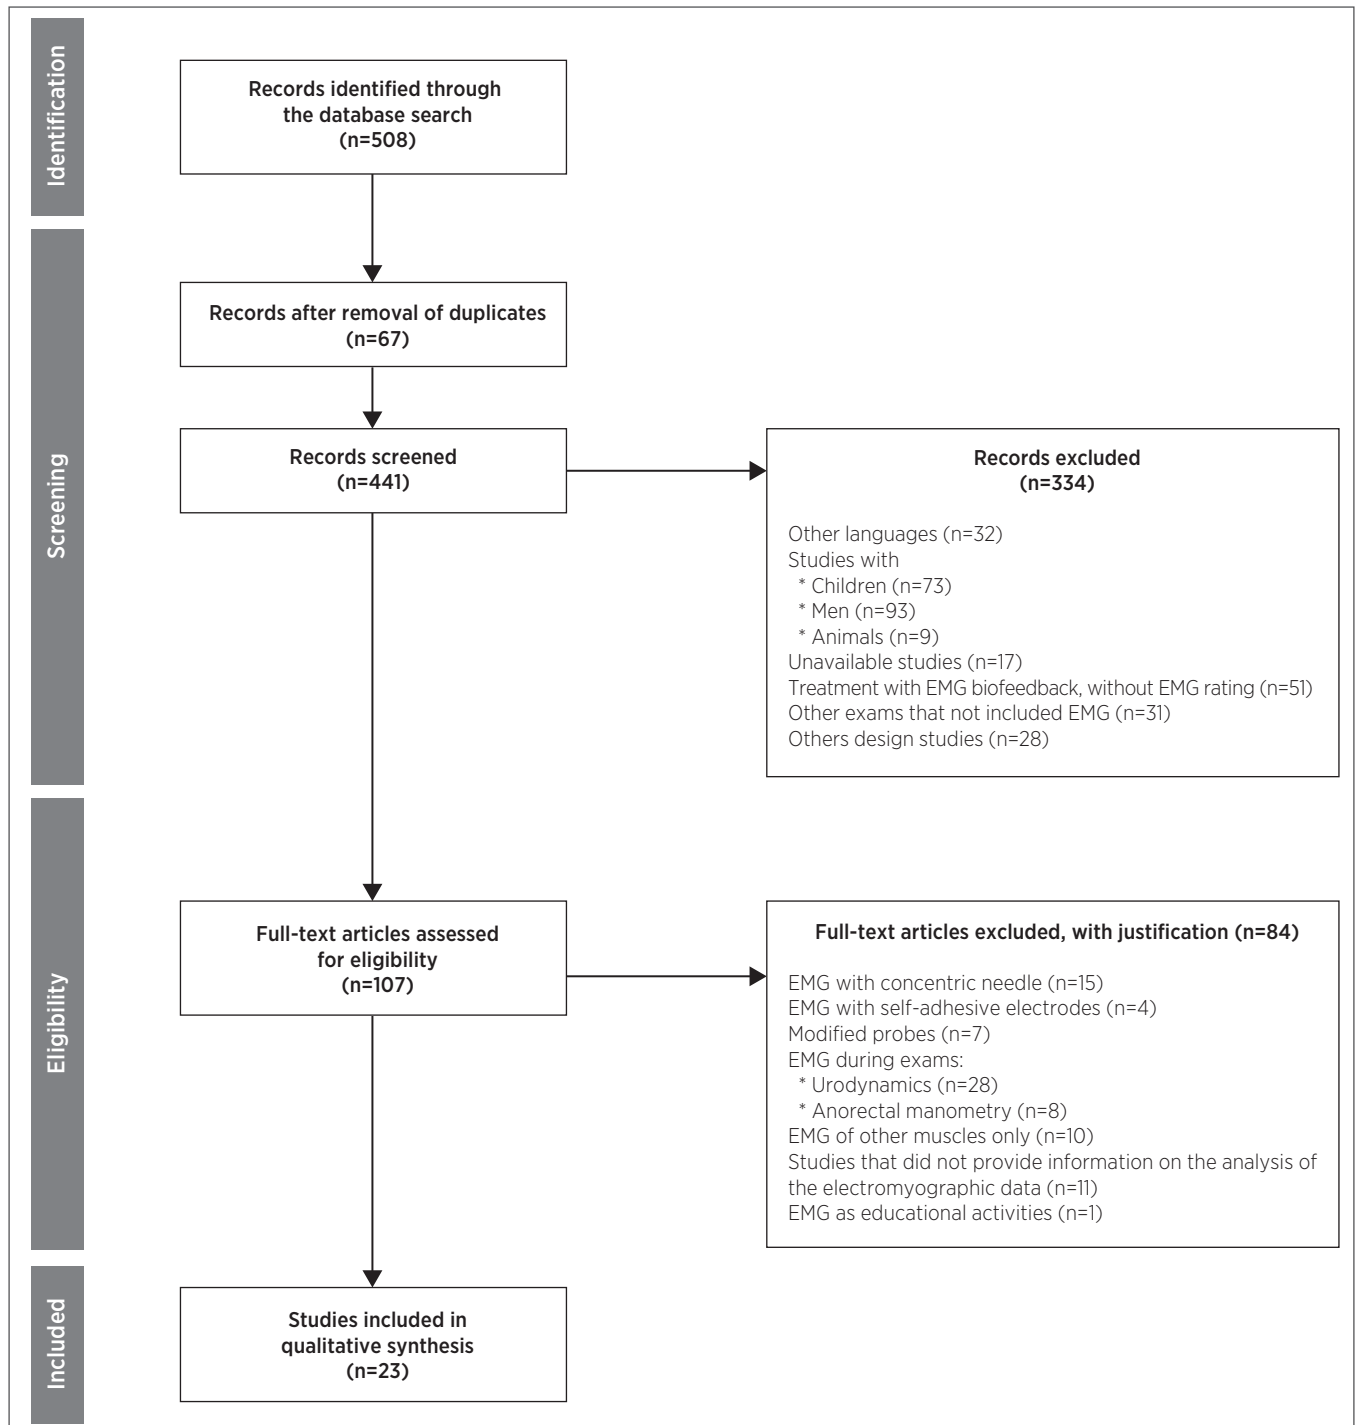 Identification
Records identified through
the database search
(n=508)
Screening
Records after removal of duplicates
(n=67)
Records screened
(n=441)
Records excluded
(n=334)
Other languages (n=32)
Studies with
* Children (n=73)
* Men (n=93)
* Animals (n=9)
Unavailable studies (n=17)
Treatment with EMG biofeedback, without EMG rating (n=51)
Other exams that not included EMG (n=31)
Others design studies (n=28)
Eligibility
Full-text articles assessed
for eligibility
(n=107)
Full-text articles excluded, with justification (n=84)
EMG with concentric needle (n=15)
EMG with self-adhesive electrodes (n=4)
Modified probes (n=7)
EMG during exams:
* Urodynamics (n=28)
* Anorectal manometry (n=8)
EMG of other muscles only (n=10)
Studies that did not provide information on the analysis of
the electromyographic data (n=11)
EMG as educational activities (n=1)
Included
Studies included in
qualitative synthesis
(n=23)